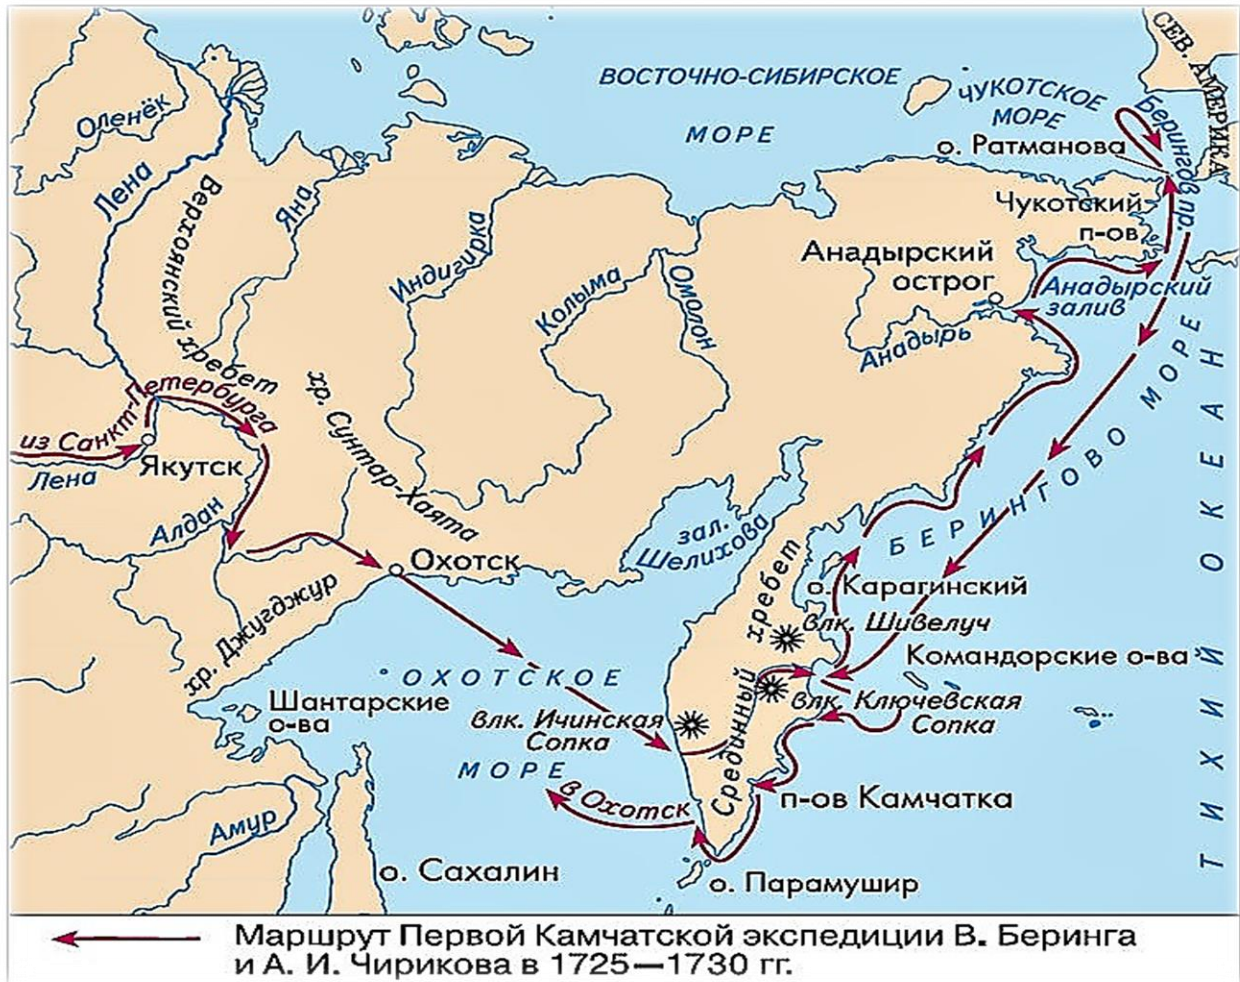 ВОСТОЧНО-СИБИРСКОЕ
МОРЕ
ЧУКОТСКОЕ
МОРЕ
СЕВ. АМЕРИКА
Берингов пр.
о. Ратманова
Чукотский
п-ов
Оленёк
Лена
Верхоянский хребет
Яна
Индигирка
Колыма
Омолон
Анадырский
острог
Анадырь
Анадырский
залив
из Санкт-Петербурга
Якутск
Лена
Алдан
хр. Сунтар-Хаята
Охотск
зал.
Шелихова
БЕРИНГОВО МОРЕ
ТИХИЙ ОКЕАН
хр. Джугджур
о. Карагинский
влк. Шивелуч
Срединный хребет
Командорские о-ва
влк. Ключевская
Сопка
ОХОТСКОЕ
МОРЕ
Шантарские
о-ва
влк. Ичинская
Сопка
в Охотск
п-ов Камчатка
Амур
о. Сахалин
о. Парамушир
Маршрут Первой Камчатской экспедиции В. Беринга
и А. И. Чирикова в 1725—1730 гг.